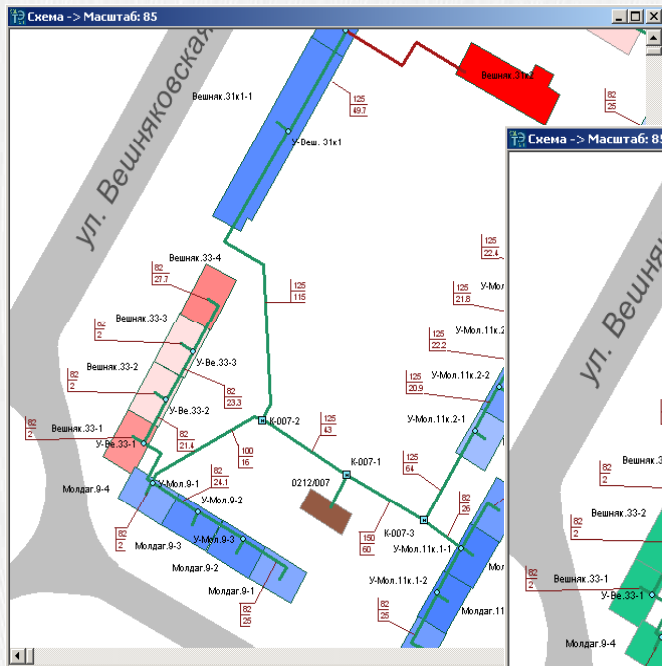 Схема -> Масштаб: 85
ул. Вешняковская
Вешняк.31к2
Вешняк.31к1-1
125
49.7
82
25
У-Веш. 31к1
Схема -> Масштаб: 85
Вешняк.33-4
82
27.7
125
115
125
22.4
Вешняк.33-3
125
21.8
82
2
У-Ве.33-3
125
22.2
У-Мол.11к.2
Вешняк.33-2
82
2
82
23.3
У-Мол.11к.2-2
125
20.9
У-Ве.33-2
Вешняк.33-1
82
2
82
21.4
У-Ве.33-1
К-007-2
125
43
У-Мол.11к.2-1
100
16
К-007-1
125
64
82
24.1
У-Мол.9-1
0212/007
Молдаг.9-4
У-Мол.9-2
82
26
К-007-3
150
60
82
2
У-Мол.9-3
У-Мол.11к.1-1
Молдаг.9-3
Молдаг.9-2
У-Мол.11к.1-2
Молдаг.9-1
82
25
82
25
Молдаг.11
ул. Вешня
82
2
Вешняк.33-2
82
2
Вешняк.33-1
82
2
У-Ве.33-1
Молдаг.9-4